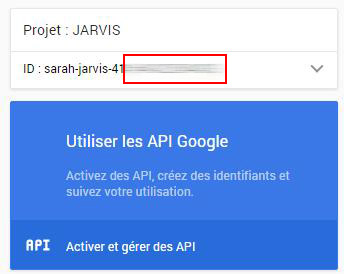 Projet : JARVIS
ID : sarah-jarvis-41
Utiliser les API Google
Activez des API, créez des identifiants et
suivez votre utilisation.
API Activer et gérer des API